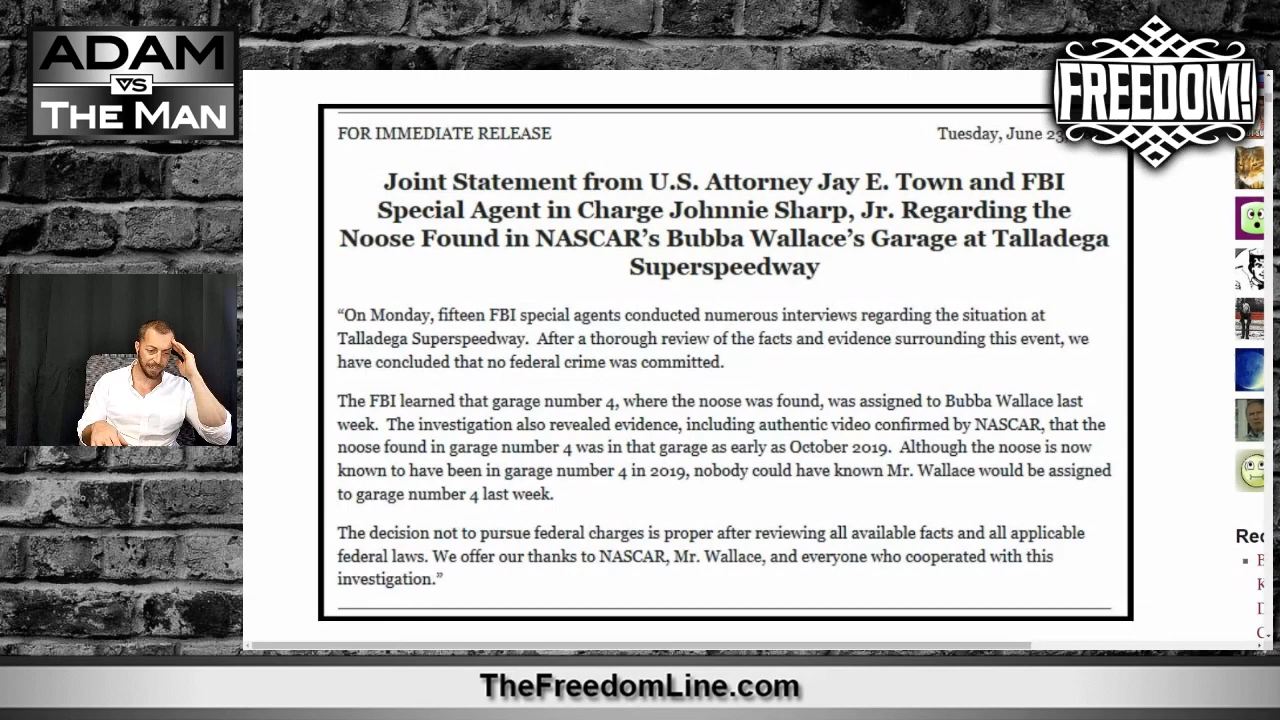 ADAM
VS
THE MAN
FREEDOM!
FOR IMMEDIATE RELEASE
Tuesday, June 23
Joint Statement from U.S. Attorney Jay E. Town and FBI
Special Agent in Charge Johnnie Sharp, Jr. Regarding the
Noose Found in NASCAR’s Bubba Wallace’s Garage at Talladega
Superspeedway
“On Monday, fifteen FBI special agents conducted numerous interviews regarding the situation at
Talladega Superspeedway. After a thorough review of the facts and evidence surrounding this event, we
have concluded that no federal crime was committed.
The FBI learned that garage number 4, where the noose was found, was assigned to Bubba Wallace last
week. The investigation also revealed evidence, including authentic video confirmed by NASCAR, that the
noose found in garage number 4 was in that garage as early as October 2019. Although the noose is now
known to have been in garage number 4 in 2019, nobody could have known Mr. Wallace would be assigned
to garage number 4 last week.
The decision not to pursue federal charges is proper after reviewing all available facts and all applicable
federal laws. We offer our thanks to NASCAR, Mr. Wallace, and everyone who cooperated with this
investigation.”
TheFreedomLine.com